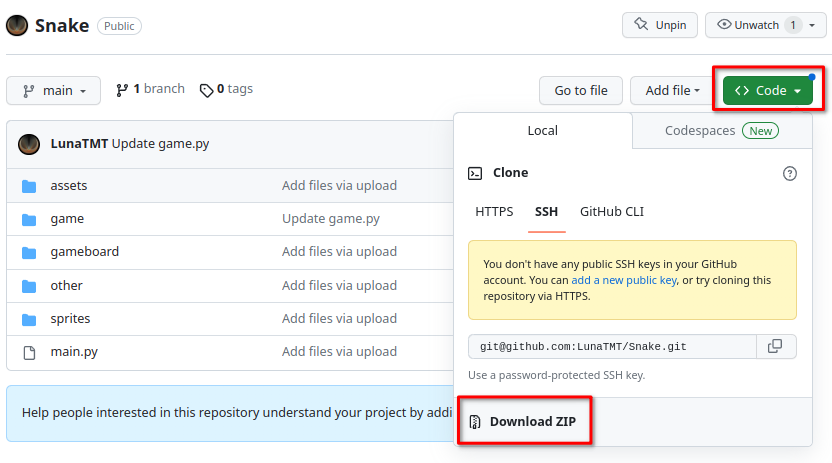 Snake Public Unpin Unwatch 1
main 1 branch 0 tags Go to file Add file Code
Local Codespaces New
LunaTMT Update game.py
Clone
assets Add files via upload
HTTPS SSH GitHub CLI
game Update game.py
gameboard Add files via upload
other Add files via upload
sprites Add files via upload
main.py Add files via upload
You don't have any public SSH keys in your GitHub
account. You can add a new public key, or try cloning this
repository via HTTPS.
git@github.com:LunaTMT/Snake.git
Use a password-protected SSH key.
Help people interested in this repository understand your project by addi
Download ZIP